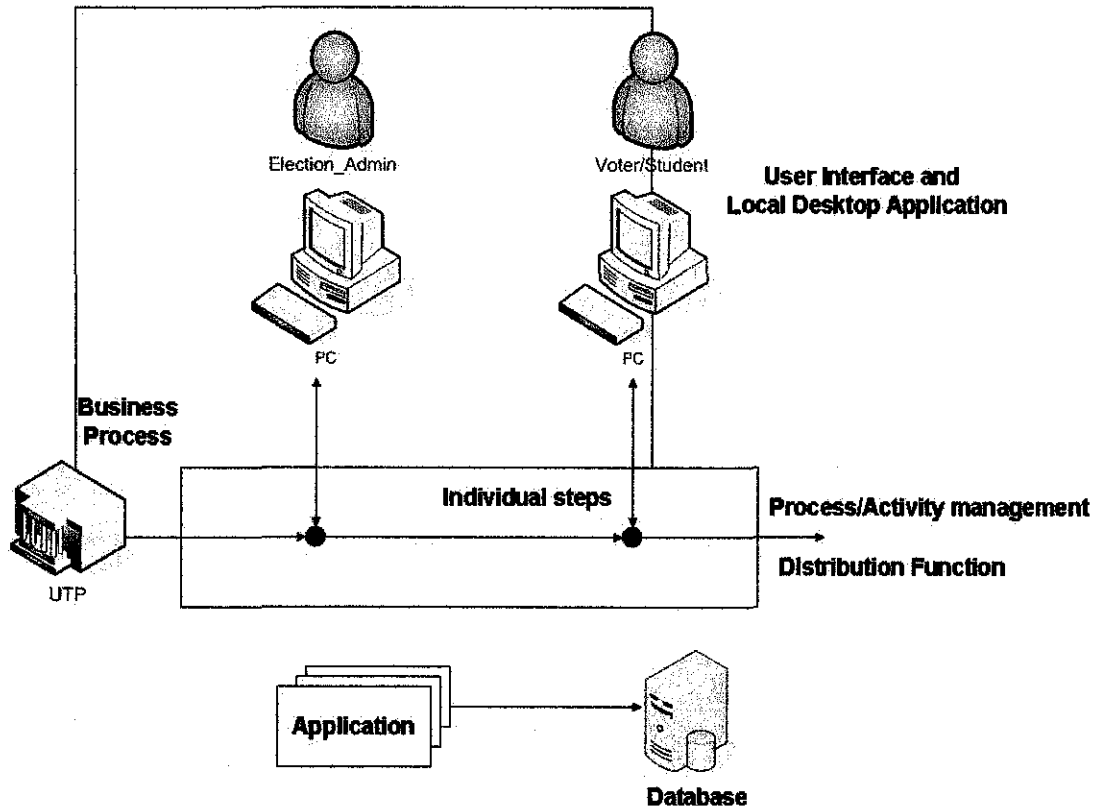 Election_Admin
Voter/Student
User Interface and
Local Desktop Application
PC
PC
Business
Process
Individual steps
Process/Activity management
UTP
Distribution Function
Application
Database